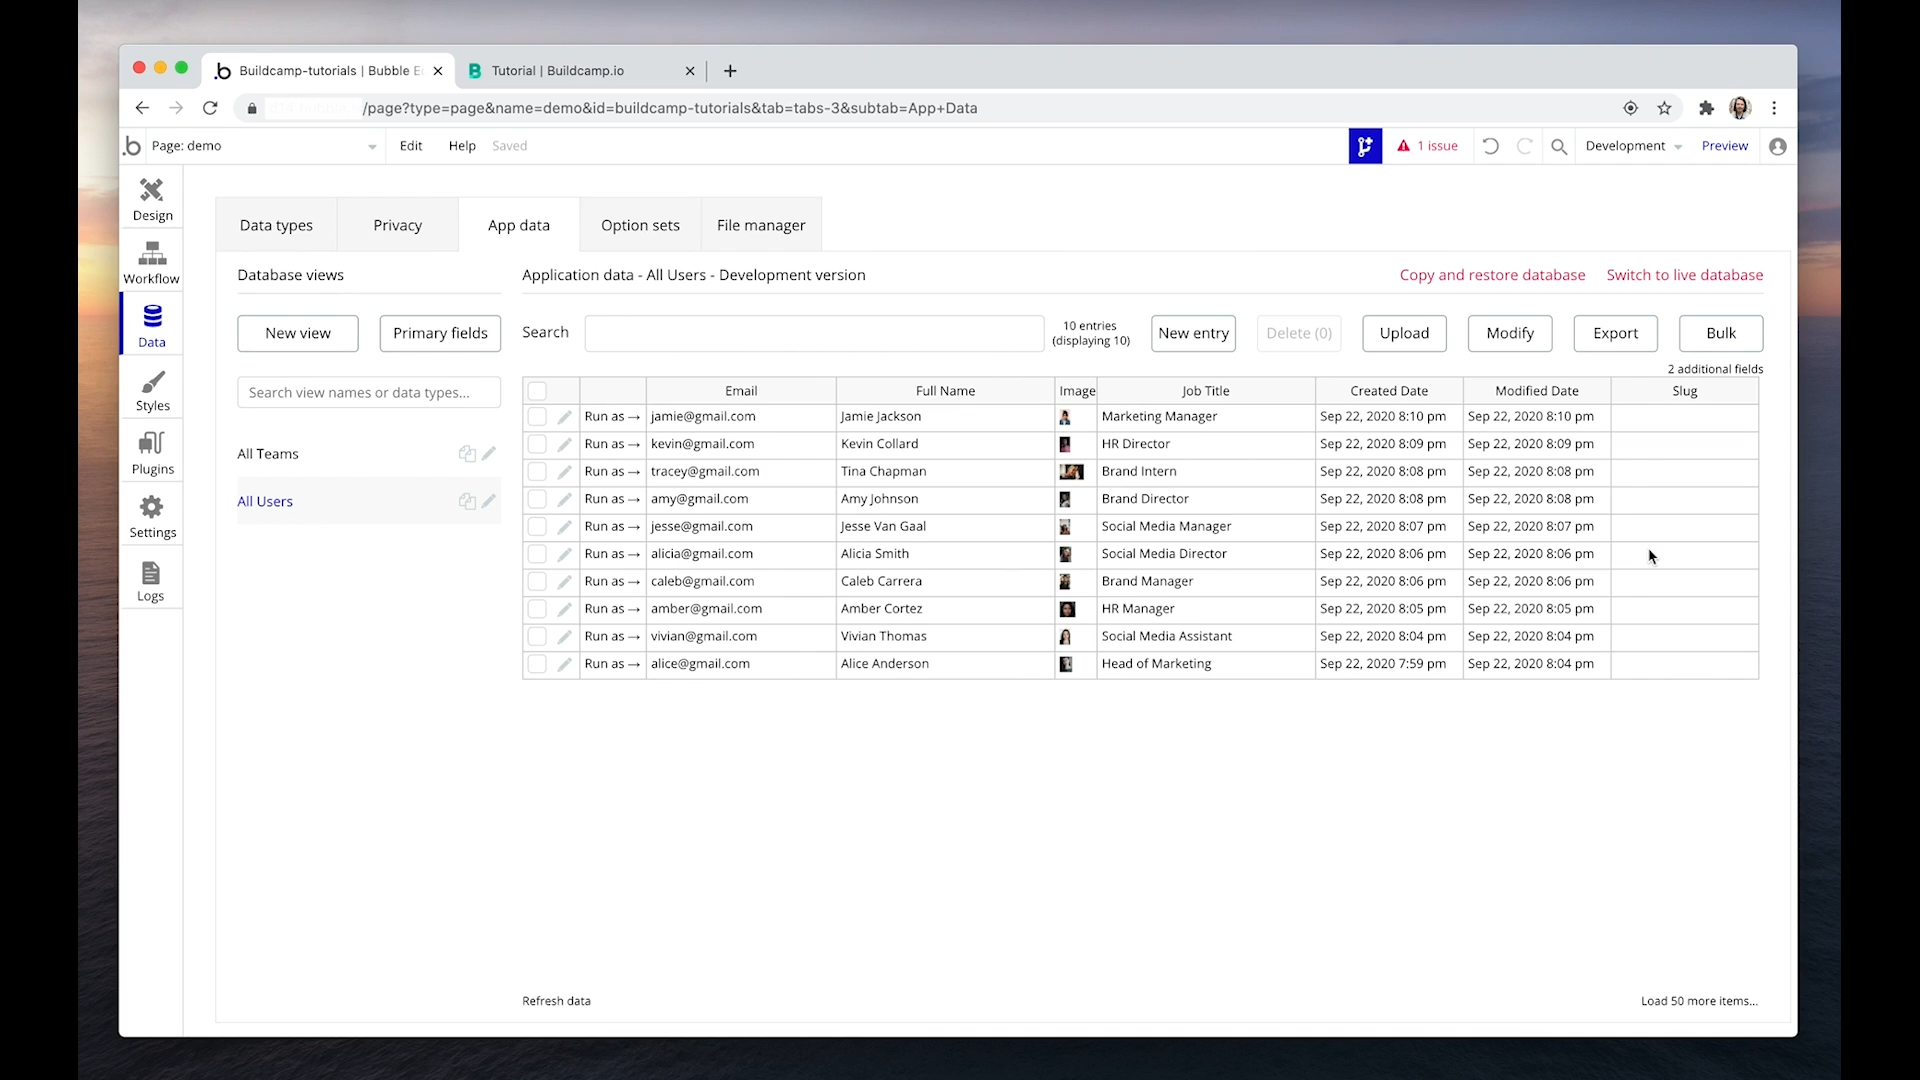 Buildcamp-tutorials | Bubble E
Tutorial | Buildcamp.io
/page?type=page&name=demo&id=buildcamp-tutorials&tab=tabs-3&subtab=App+Data
Page: demo Edit Help Saved 1 issue Development Preview
Design
Workflow
Data
Styles
Plugins
Settings
Logs
Data types Privacy App data Option sets File manager
Database views
New view Primary fields
Search view names or data types...
All Teams
All Users
Application data - All Users - Development version Copy and restore database Switch to live database
Search 10 entries (displaying 10) New entry Delete (0) Upload Modify Export Bulk
2 additional fields
Email Full Name Image Job Title Created Date Modified Date Slug
Run as → jamie@gmail.com Jamie Jackson Marketing Manager Sep 22, 2020 8:10 pm Sep 22, 2020 8:10 pm
Run as → kevin@gmail.com Kevin Collard HR Director Sep 22, 2020 8:09 pm Sep 22, 2020 8:09 pm
Run as → tracey@gmail.com Tina Chapman Brand Intern Sep 22, 2020 8:08 pm Sep 22, 2020 8:08 pm
Run as → amy@gmail.com Amy Johnson Brand Director Sep 22, 2020 8:08 pm Sep 22, 2020 8:08 pm
Run as → jesse@gmail.com Jesse Van Gaal Social Media Manager Sep 22, 2020 8:07 pm Sep 22, 2020 8:07 pm
Run as → alicia@gmail.com Alicia Smith Social Media Director Sep 22, 2020 8:06 pm Sep 22, 2020 8:06 pm
Run as → caleb@gmail.com Caleb Carrera Brand Manager Sep 22, 2020 8:06 pm Sep 22, 2020 8:06 pm
Run as → amber@gmail.com Amber Cortez HR Manager Sep 22, 2020 8:05 pm Sep 22, 2020 8:05 pm
Run as → vivian@gmail.com Vivian Thomas Social Media Assistant Sep 22, 2020 8:04 pm Sep 22, 2020 8:04 pm
Run as → alice@gmail.com Alice Anderson Head of Marketing Sep 22, 2020 7:59 pm Sep 22, 2020 8:04 pm
Refresh data Load 50 more items...